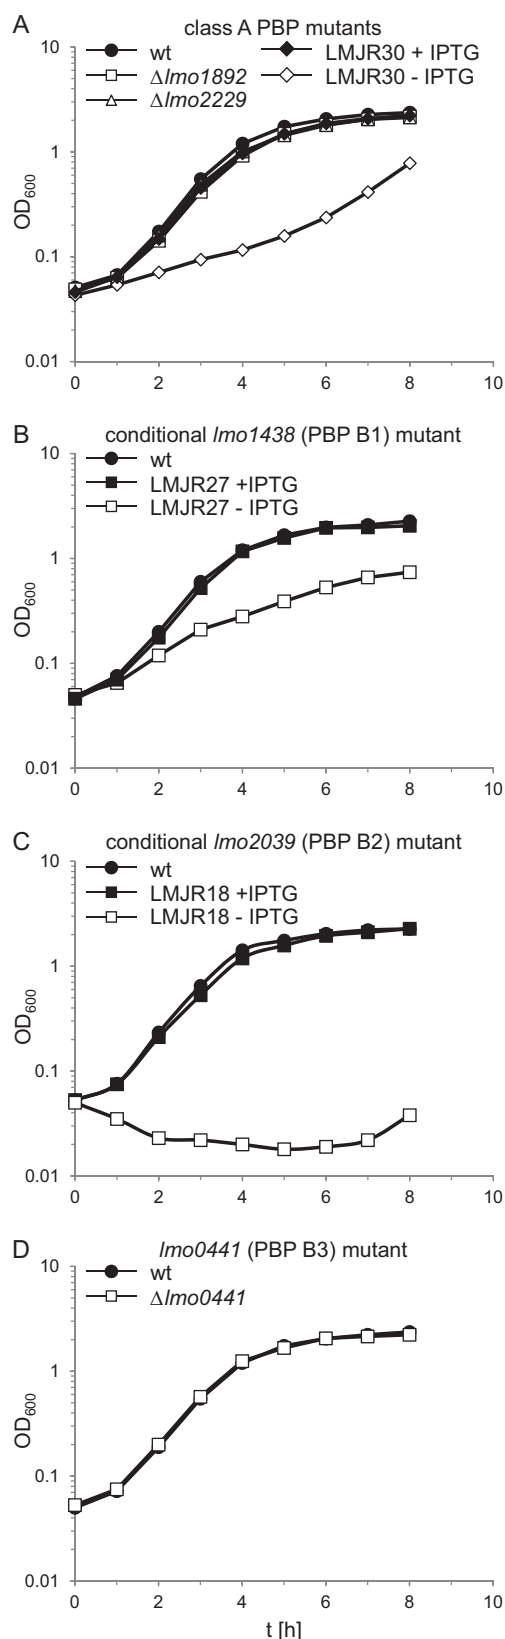 A class A PBP mutants
10
wt
LMJR30 + IPTG
Δlmo1892
LMJR30 - IPTG
Δlmo2229
1
OD600
0.1
0.01
0 2 4 6 8 10
B conditional lmo1438 (PBP B1) mutant
10
wt
LMJR27 +IPTG
LMJR27 - IPTG
1
OD600
0.1
0.01
0 2 4 6 8 10
C conditional lmo2039 (PBP B2) mutant
10
wt
LMJR18 +IPTG
LMJR18 - IPTG
1
OD600
0.1
0.01
0 2 4 6 8 10
D lmo0441 (PBP B3) mutant
10
wt
Δlmo0441
1
OD600
0.1
0.01
0 2 4 6 8 10
t [h]